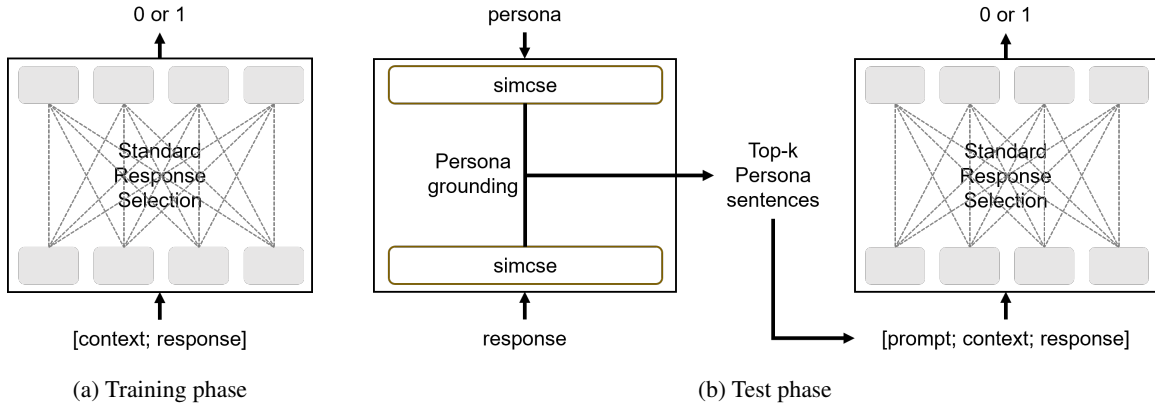 0 or 1
Standard
Response
Selection
[context; response]
(a) Training phase
persona
simcse
Persona
grounding
simcse
response
Top-k
Persona
sentences
0 or 1
Standard
Response
Selection
[prompt; context; response]
(b) Test phase